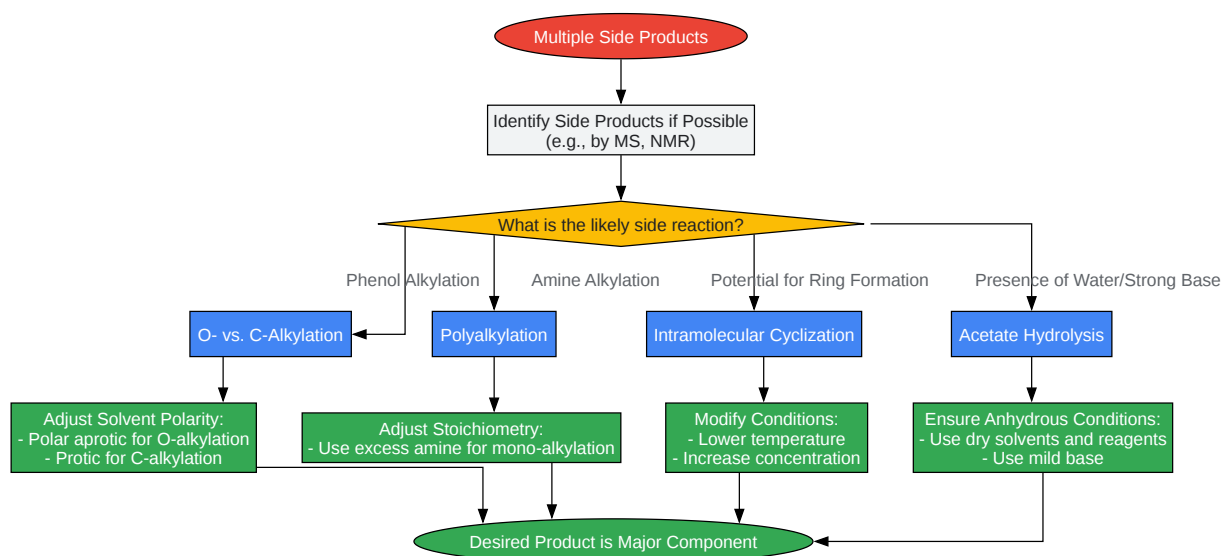 Multiple Side Products
Identify Side Products if Possible
(e.g., by MS, NMR)
What is the likely side reaction?
Phenol Alkylation
Amine Alkylation
Potential for Ring Formation
Presence of Water/Strong Base
O- vs. C-Alkylation
Polyalkylation
Intramolecular Cyclization
Acetate Hydrolysis
Adjust Solvent Polarity:
- Polar aprotic for O-alkylation
- Protic for C-alkylation
Adjust Stoichiometry:
- Use excess amine for mono-alkylation
Modify Conditions:
- Lower temperature
- Increase concentration
Ensure Anhydrous Conditions:
- Use dry solvents and reagents
- Use mild base
Desired Product is Major Component